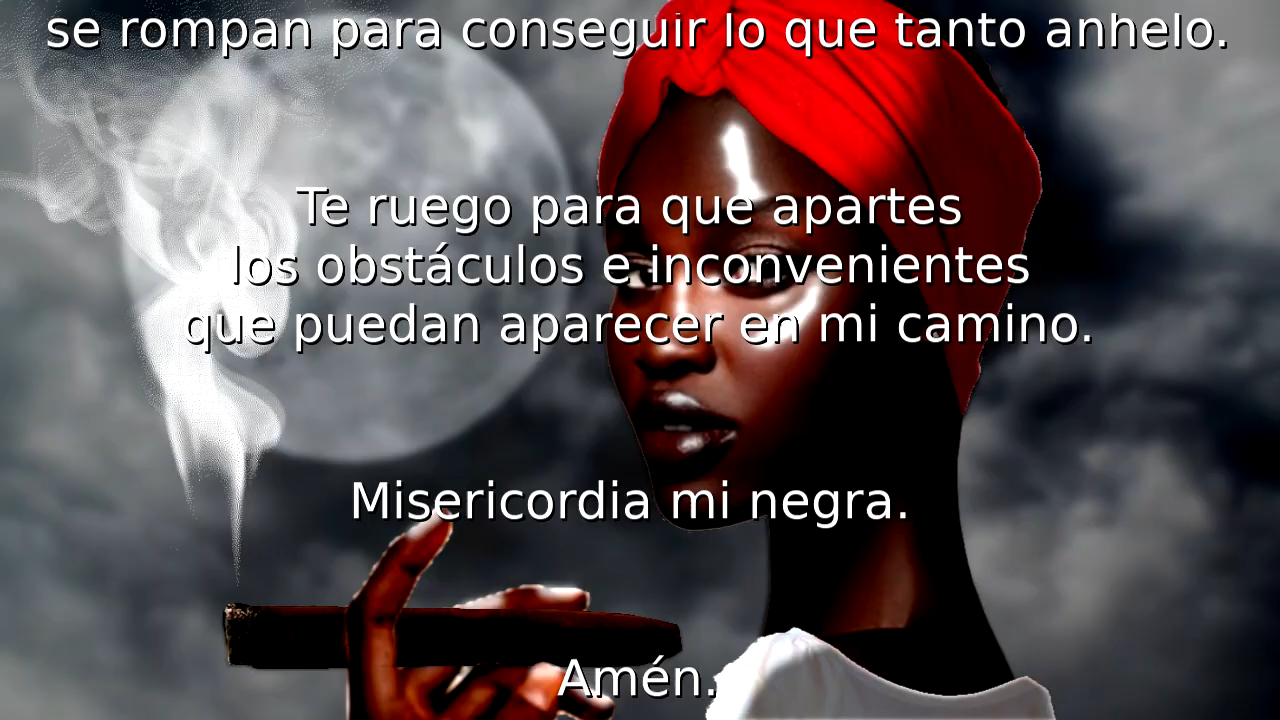 se rompan para conseguir lo que tanto anhelo.
Te ruego para que apartes
los obstáculos e inconvenientes
que puedan aparecer en mi camino.
Misericordia mi negra.
Amén.